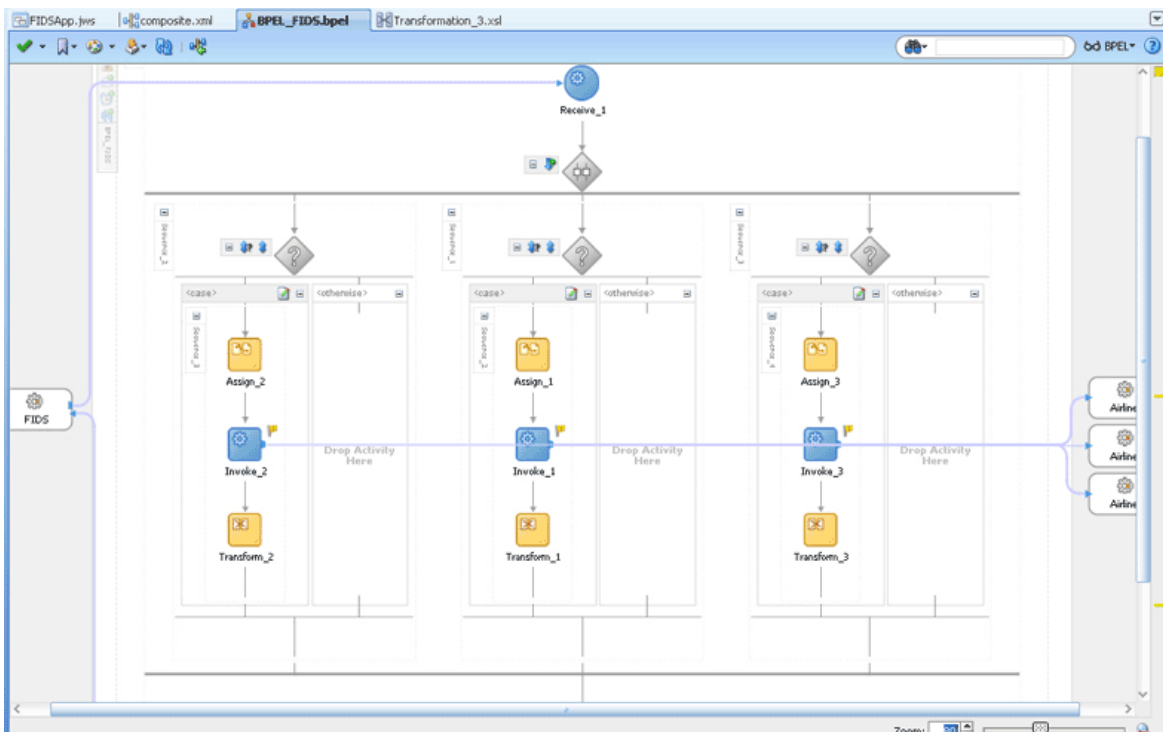 FIDSApp.jws
composite.xml
BPEL_FIDS.bpel
Transformation_3.xsl
BPEL
BPEL_FIDS
Receive_1
<case>
<otherwise>
<case>
<otherwise>
<case>
<otherwise>
Assign_2
Assign_1
Assign_3
FIDS
Airline
Airline
Airline
Invoke_2
Drop Activity
Here
Invoke_1
Drop Activity
Here
Invoke_3
Drop Activity
Here
Transform_2
Transform_1
Transform_3
Zoom: